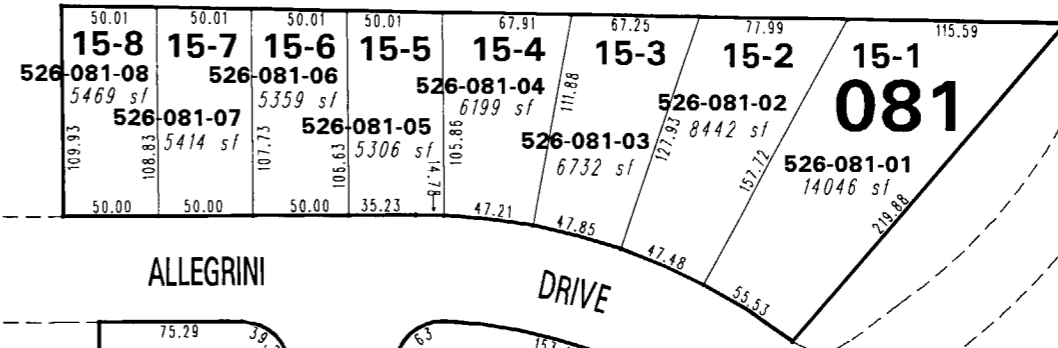 50.01 50.01 50.01 50.01 67.91 67.25 77.99 115.59
15-8 15-7 15-6 15-5 15-4 15-3 15-2 15-1
081
526-081-08
5469 sf
526-081-07
5414 sf
526-081-06
5359 sf
526-081-05
5306 sf
526-081-04
6199 sf
526-081-03
6732 sf
526-081-02
8442 sf
526-081-01
14046 sf
109.93 108.83 107.73 106.63 14.78 105.86 111.88 127.93 157.72 219.88
50.00 50.00 50.00 35.23 47.21 47.85 47.48 55.53
ALLEGRINI DRIVE
75.29 39. 63 153.